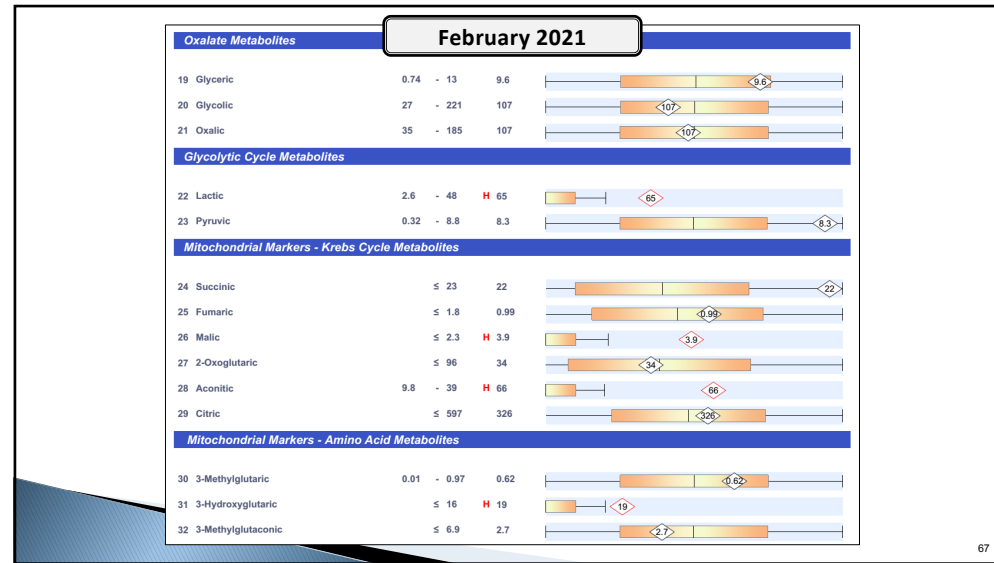 February 2021
Oxalate Metabolites
19 Glyceric 0.74 - 13 9.6 9.6
20 Glycolic 27 - 221 107 107
21 Oxalic 35 - 185 107 107
Glycolytic Cycle Metabolites
22 Lactic 2.6 - 48 H 65 65
23 Pyruvic 0.32 - 8.8 8.3 8.3
Mitochondrial Markers - Krebs Cycle Metabolites
24 Succinic ≤ 23 22 22
25 Fumaric ≤ 1.8 0.99 0.99
26 Malic ≤ 2.3 H 3.9 3.9
27 2-Oxoglutaric ≤ 96 34 34
28 Aconitic 9.8 - 39 H 66 66
29 Citric ≤ 597 326 326
Mitochondrial Markers - Amino Acid Metabolites
30 3-Methylglutaric 0.01 - 0.97 0.62 0.62
31 3-Hydroxyglutaric ≤ 16 H 19 19
32 3-Methylglutaconic ≤ 6.9 2.7 2.7
67